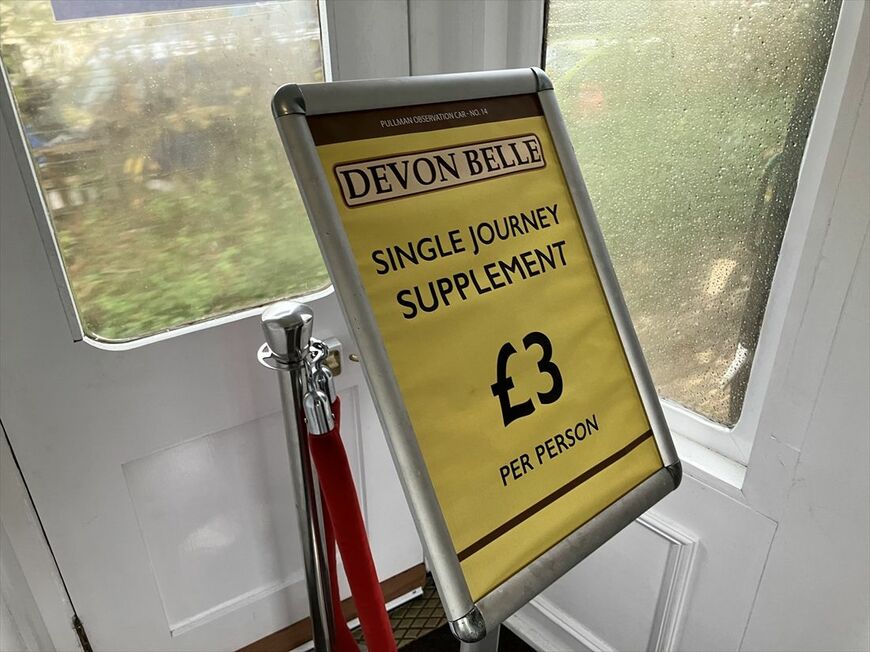 PULLMAN OBSERVATION CAR - NO. 14
DEVON BELLE
SINGLE JOURNEY
SUPPLEMENT
£3
PER PERSON